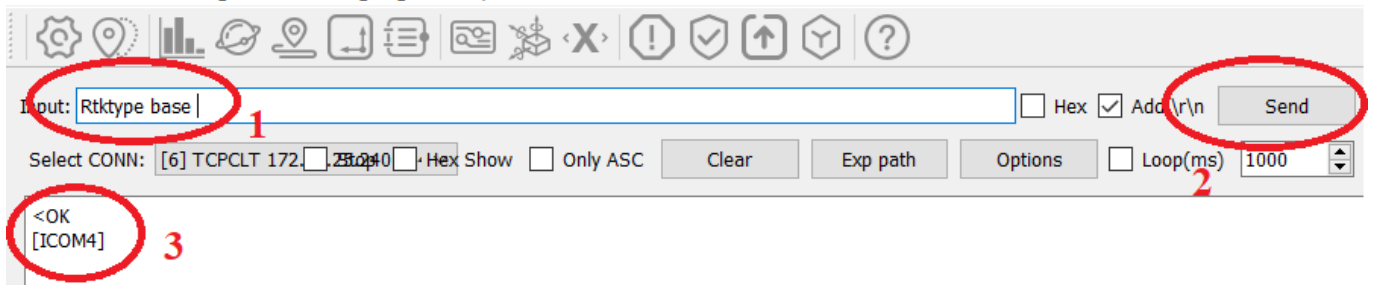 Input: Rtktype base 1 Hex Add \r\n Send
Select CONN: [6] TCPCLT 172. Stop Hex Show Only ASC Clear Exp path Options Loop(ms) 1000
2
<OK
[ICOM4]
3